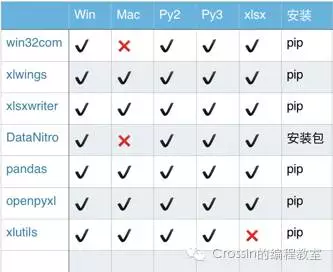 Win Mac Py2 Py3 xlsx 安装
win32com ✔ ✘ ✔ ✔ ✔ pip
xlwings ✔ ✔ ✔ ✔ ✔ pip
xlsxwriter ✔ ✔ ✔ ✔ ✔ pip
DataNitro ✔ ✘ ✔ ✔ ✔ 安装包
pandas ✔ ✔ ✔ ✔ ✔ pip
openpyxl ✔ ✔ ✔ ✔ ✔ pip
xlutils ✔ ✔ ✔ ✔ ✘ pip
Crossin的编程教室